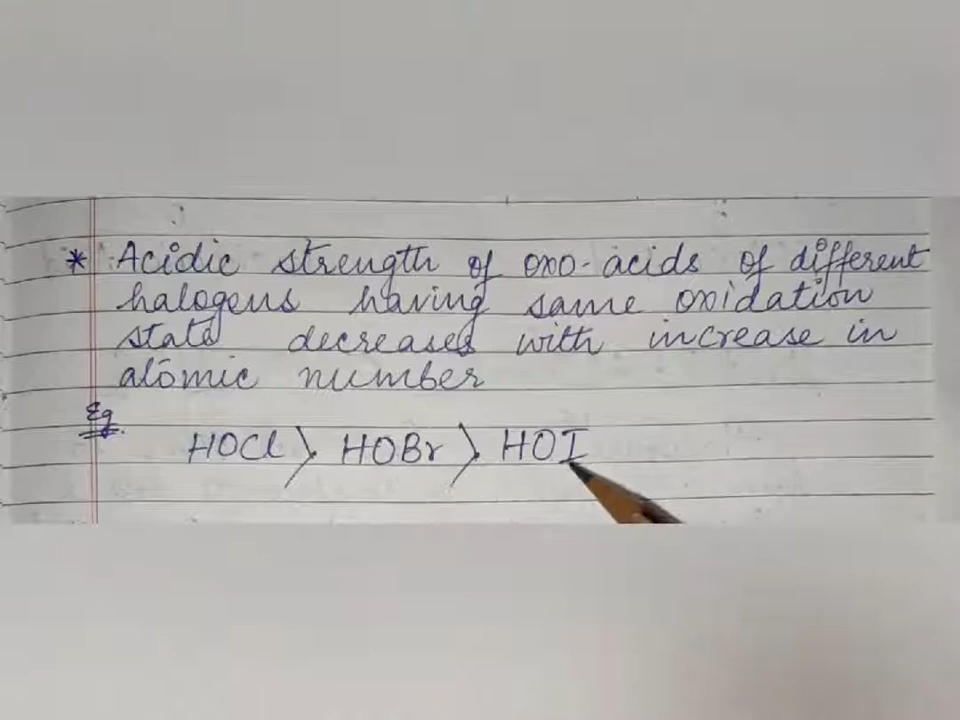 * Acidic strength of oxo-acids of different
halogens having same oxidation
state decreases with increase in
atomic number
Eg.
HOCl > HOBr > HOI